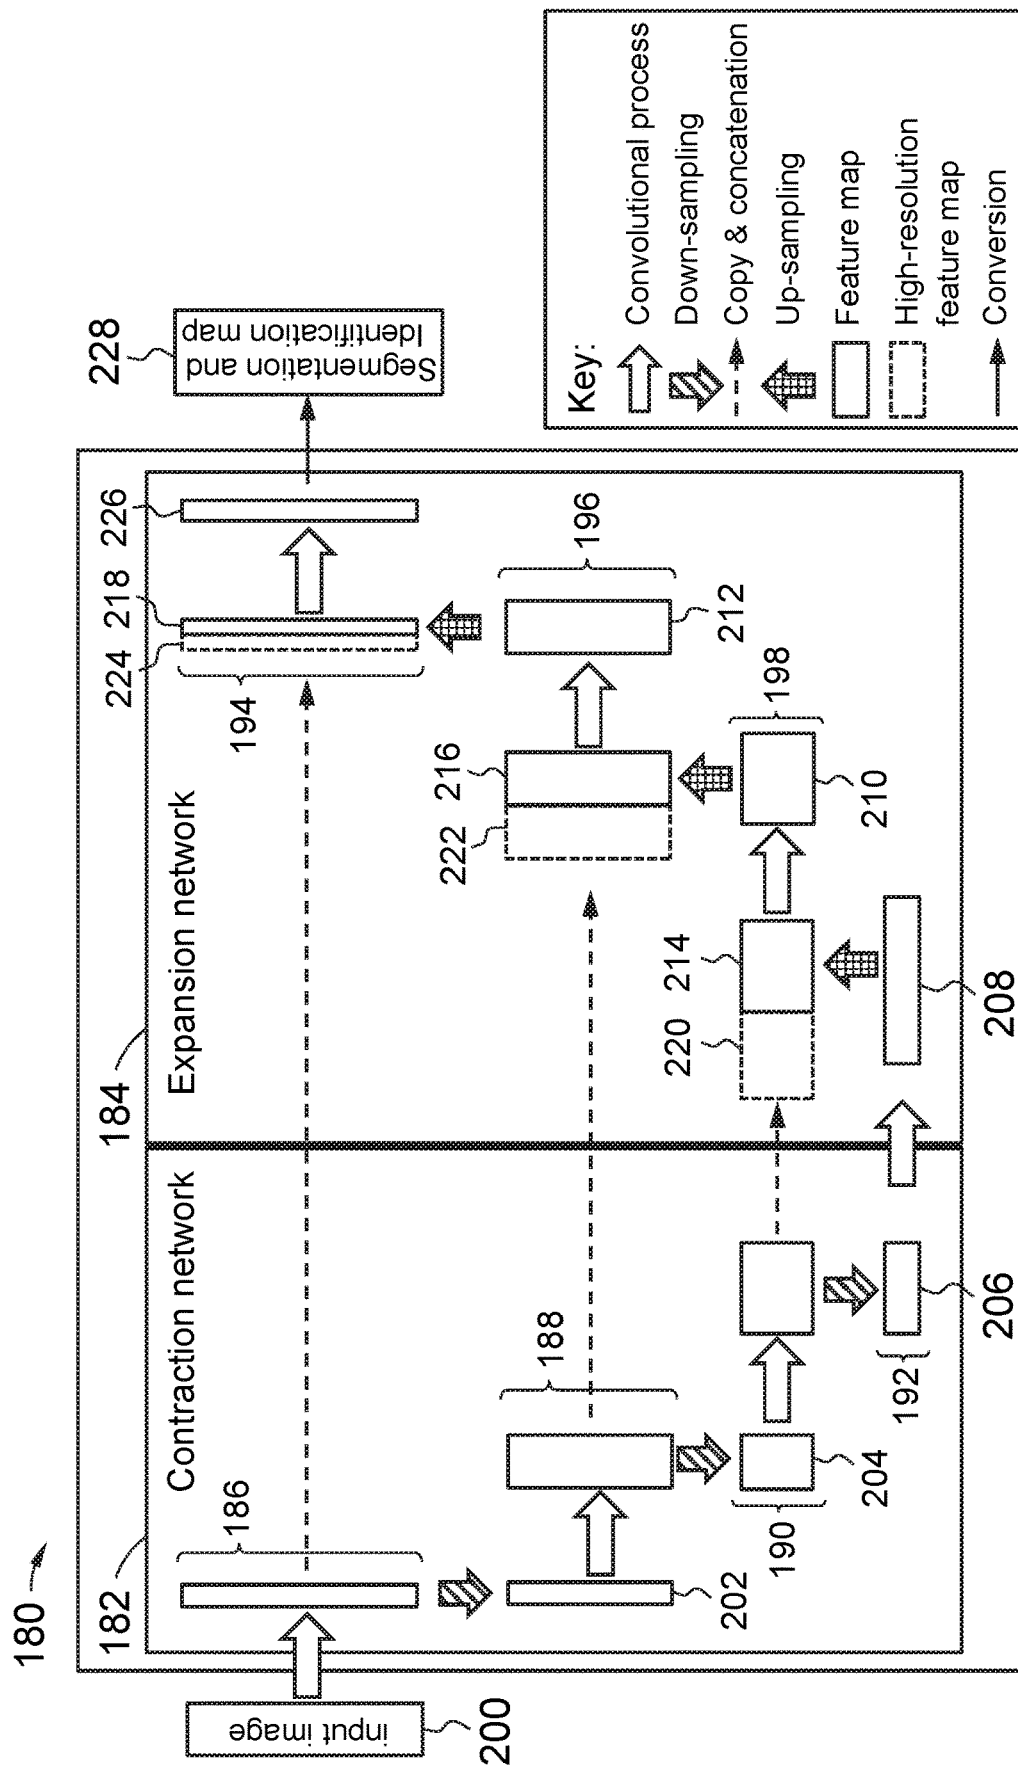 180
182
184
Contraction network
Expansion network
input image
200
186
188
190
192
202
204
206
194
196
198
208
210
212
214
216
218
220
222
224
226
228
Segmentation and
Identification map
Key:
Convolutional process
Down-sampling
Copy & concatenation
Up-sampling
Feature map
High-resolution
feature map
Conversion